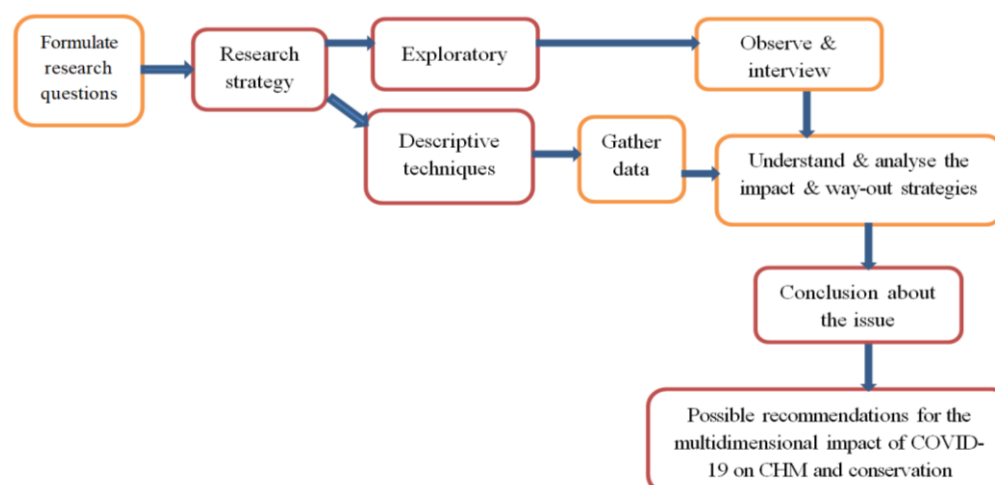 Formulate
research
questions
Research
strategy
Exploratory
Observe &
interview
Descriptive
techniques
Gather
data
Understand & analyse the
impact & way-out strategies
Conclusion about
the issue
Possible recommendations for the
multidimensional impact of COVID-
19 on CHM and conservation